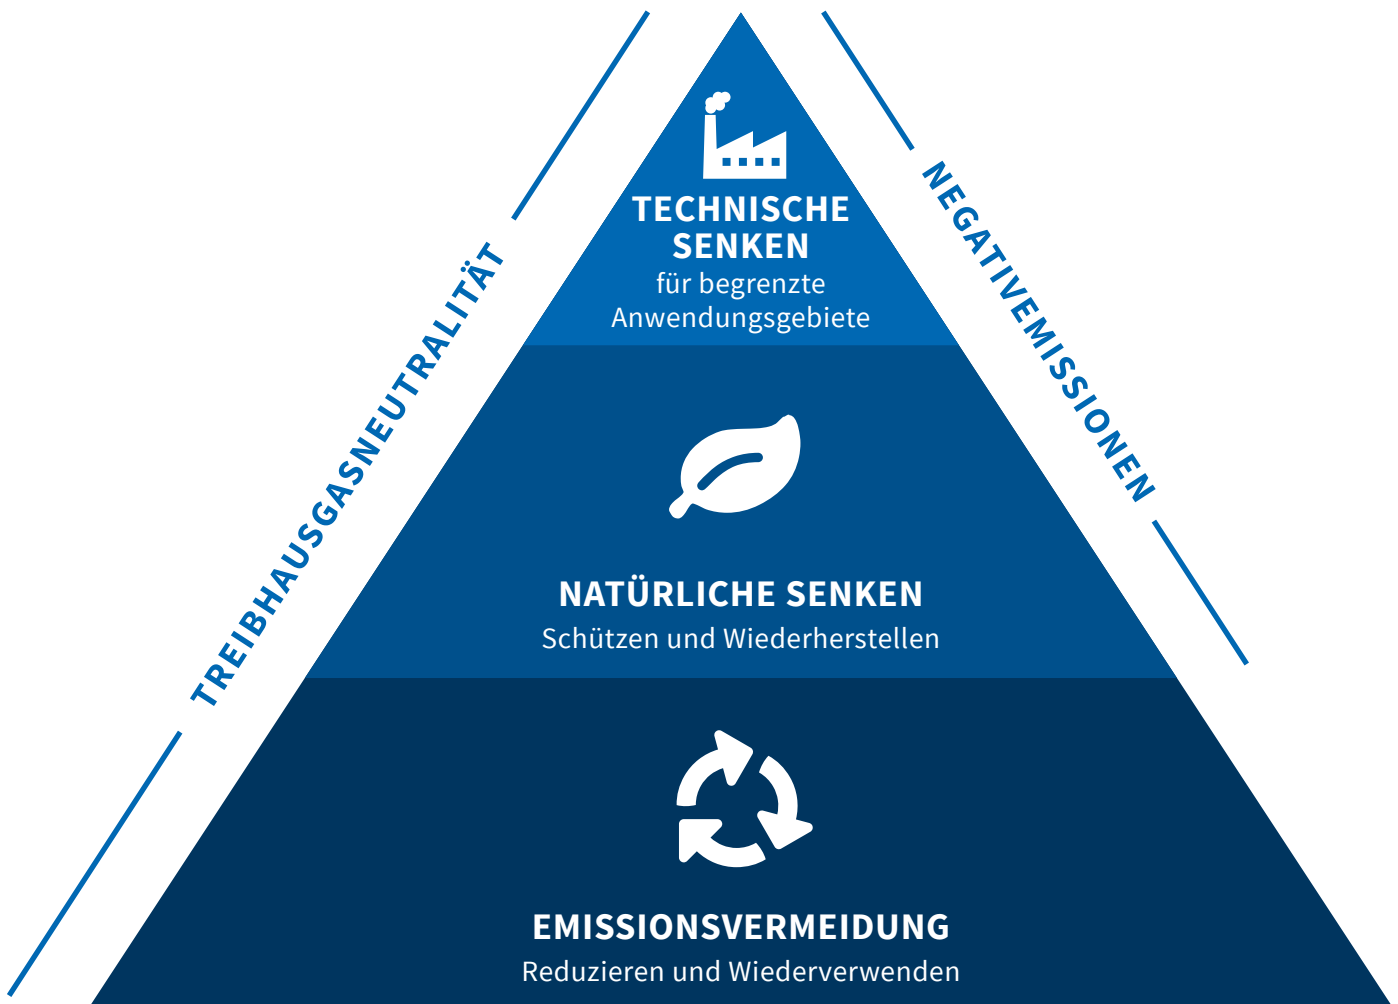 TECHNISCHE
SENKEN
für begrenzte
Anwendungsgebiete
NEGATIVEMISSIONEN
TREIBHAUSGASNEUTRALITÄT
NATÜRLICHE SENKEN
Schützen und Wiederherstellen
EMISSIONSVERMEIDUNG
Reduzieren und Wiederverwenden